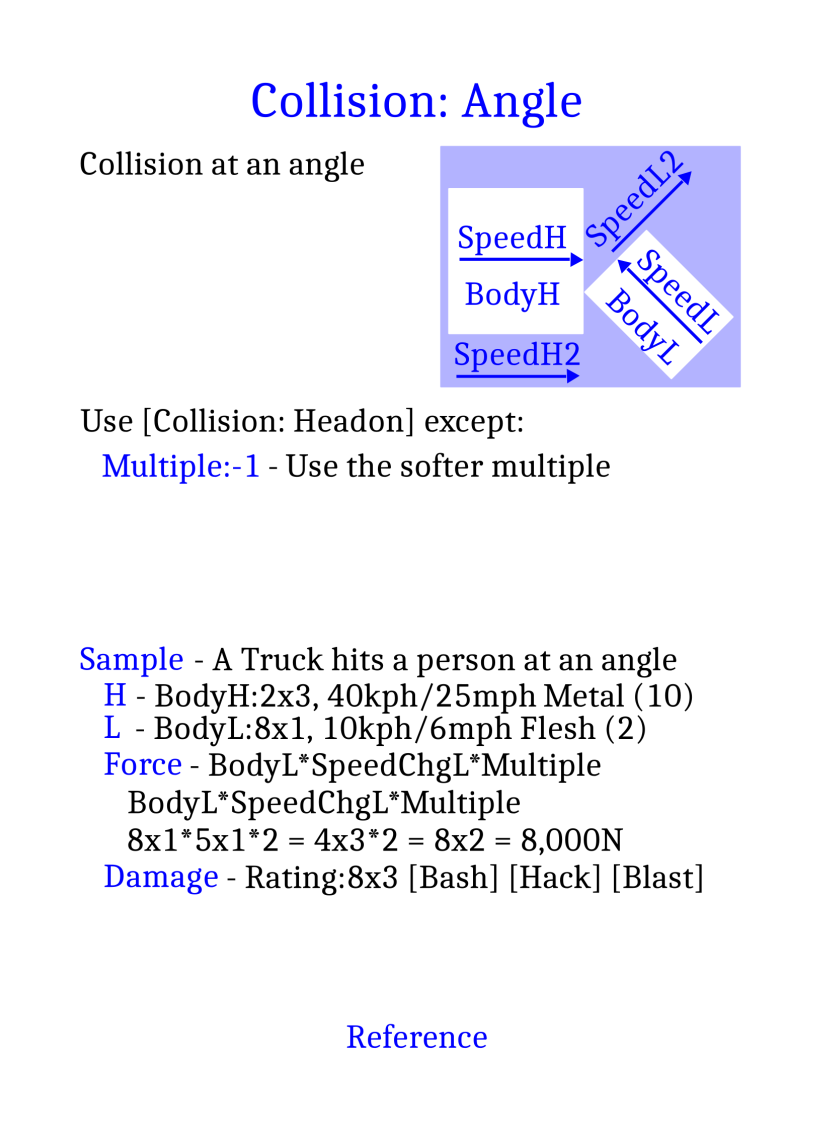 Collision: Angle
Collision at an angle
SpeedL2
SpeedH
SpeedL
BodyH
BodyL
SpeedH2
Use [Collision: Headon] except:
Multiple:-1 - Use the softer multiple
Sample - A Truck hits a person at an angle
H - BodyH:2x3, 40kph/25mph Metal (10)
L - BodyL:8x1, 10kph/6mph Flesh (2)
Force - BodyL*SpeedChgL*Multiple
BodyL*SpeedChgL*Multiple
8x1*5x1*2 = 4x3*2 = 8x2 = 8,000N
Damage - Rating:8x3 [Bash] [Hack] [Blast]
Reference